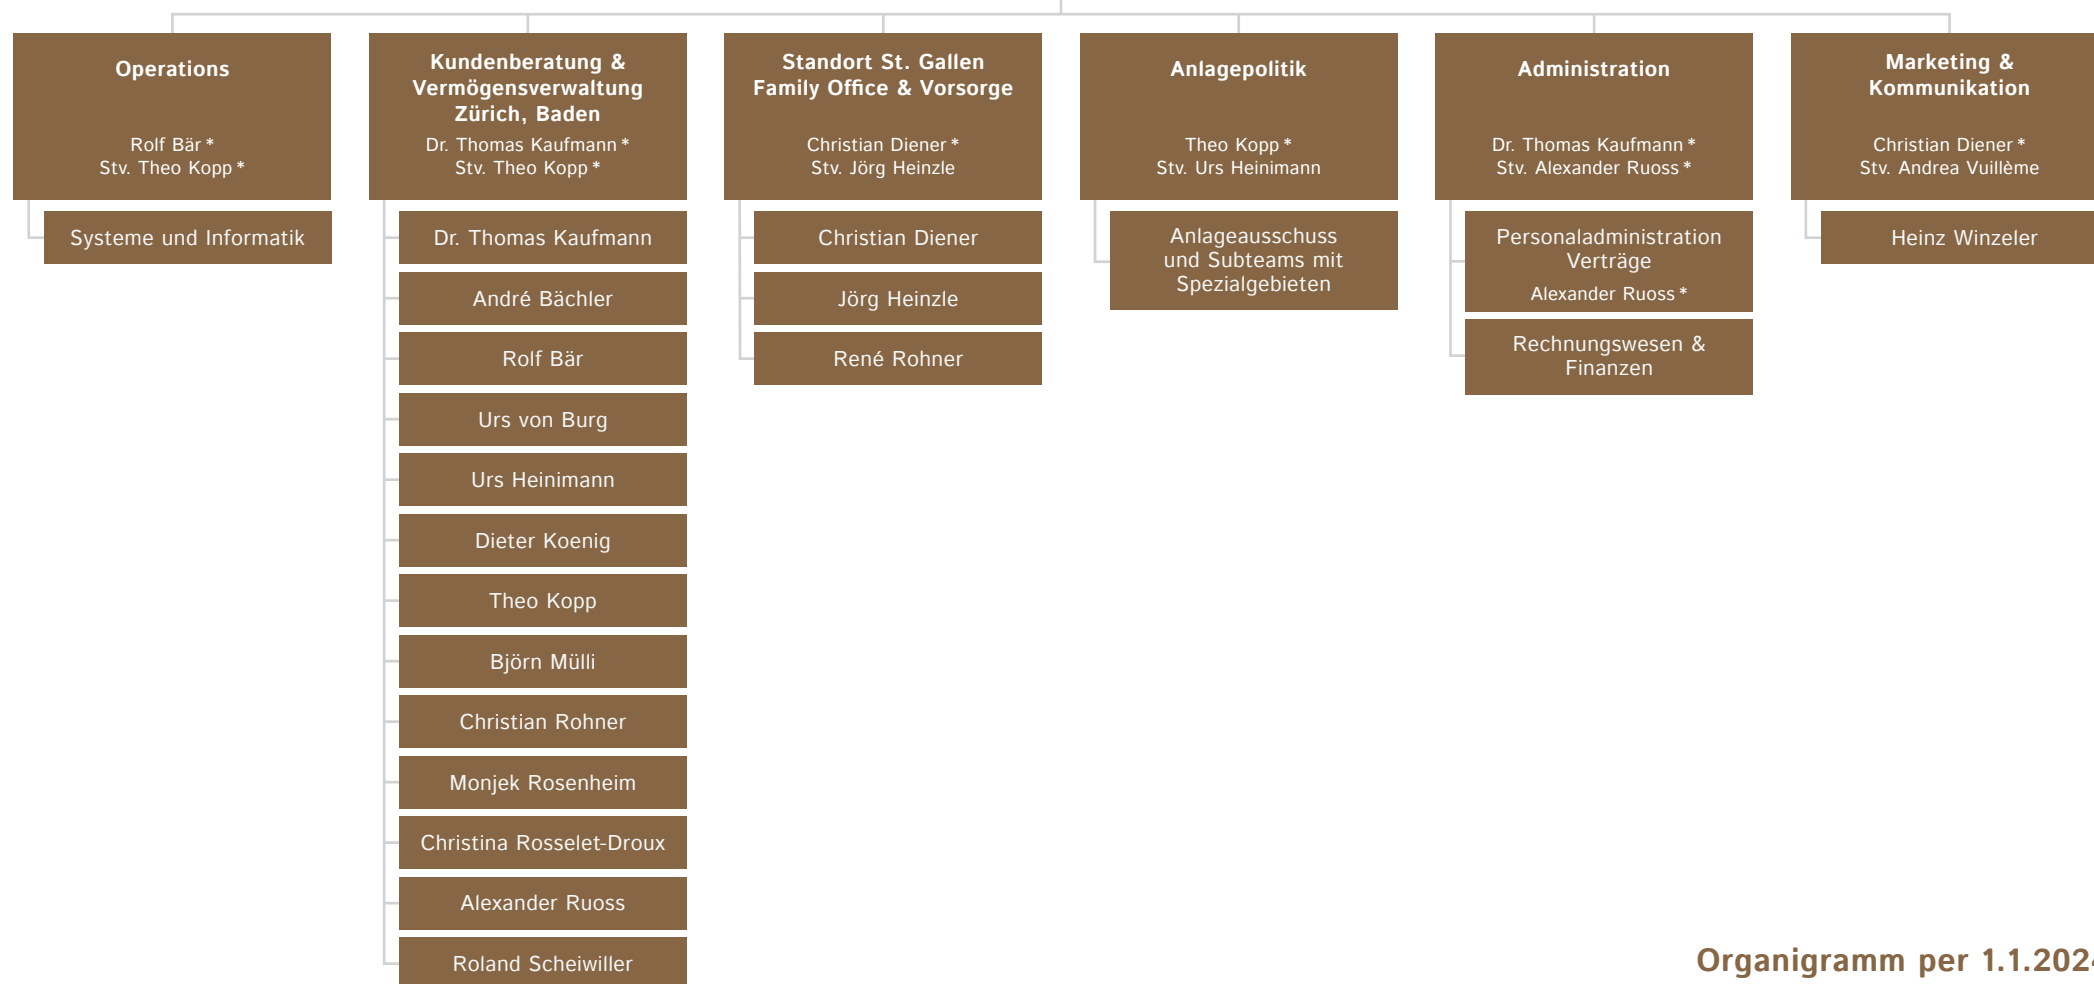 Operations
Rolf Bär *
Stv. Theo Kopp *
Systeme und Informatik
Kundenberatung &
Vermögensverwaltung
Zürich, Baden
Dr. Thomas Kaufmann *
Stv. Theo Kopp *
Dr. Thomas Kaufmann
André Bächler
Rolf Bär
Urs von Burg
Urs Heinimann
Dieter Koenig
Theo Kopp
Björn Mülli
Christian Rohner
Monjek Rosenheim
Christina Rosselet-Droux
Alexander Ruoss
Roland Scheiwiller
Standort St. Gallen
Family Office & Vorsorge
Christian Diener *
Stv. Jörg Heinzle
Christian Diener
Jörg Heinzle
René Rohner
Anlagepolitik
Theo Kopp *
Stv. Urs Heinimann
Anlageausschuss
und Subteams mit
Spezialgebieten
Administration
Dr. Thomas Kaufmann *
Stv. Alexander Ruoss *
Personaladministration
Verträge
Alexander Ruoss *
Rechnungswesen &
Finanzen
Marketing &
Kommunikation
Christian Diener *
Stv. Andrea Vuillème
Heinz Winzeler
Organigramm per 1.1.2024